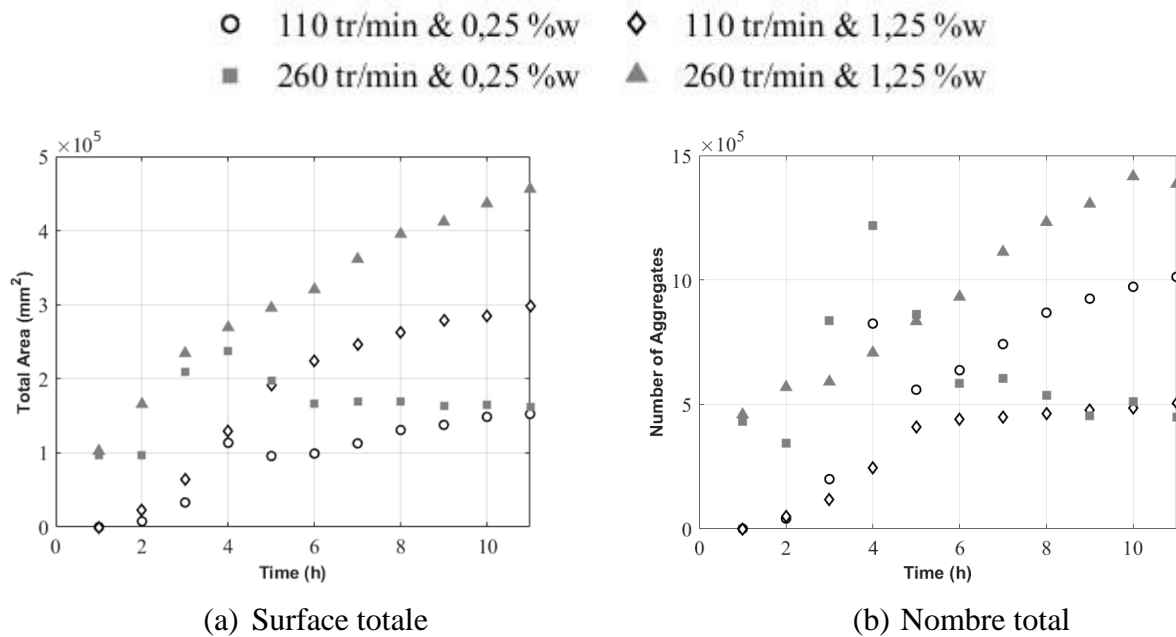 110 tr/min & 0,25 %w
110 tr/min & 1,25 %w
260 tr/min & 0,25 %w
260 tr/min & 1,25 %w
×10⁵
5
4
3
2
1
0
Total Area (mm²)
0 2 4 6 8 10
Time (h)
(a) Surface totale
×10⁵
15
10
5
0
Number of Aggregates
0 2 4 6 8 10
Time (h)
(b) Nombre total